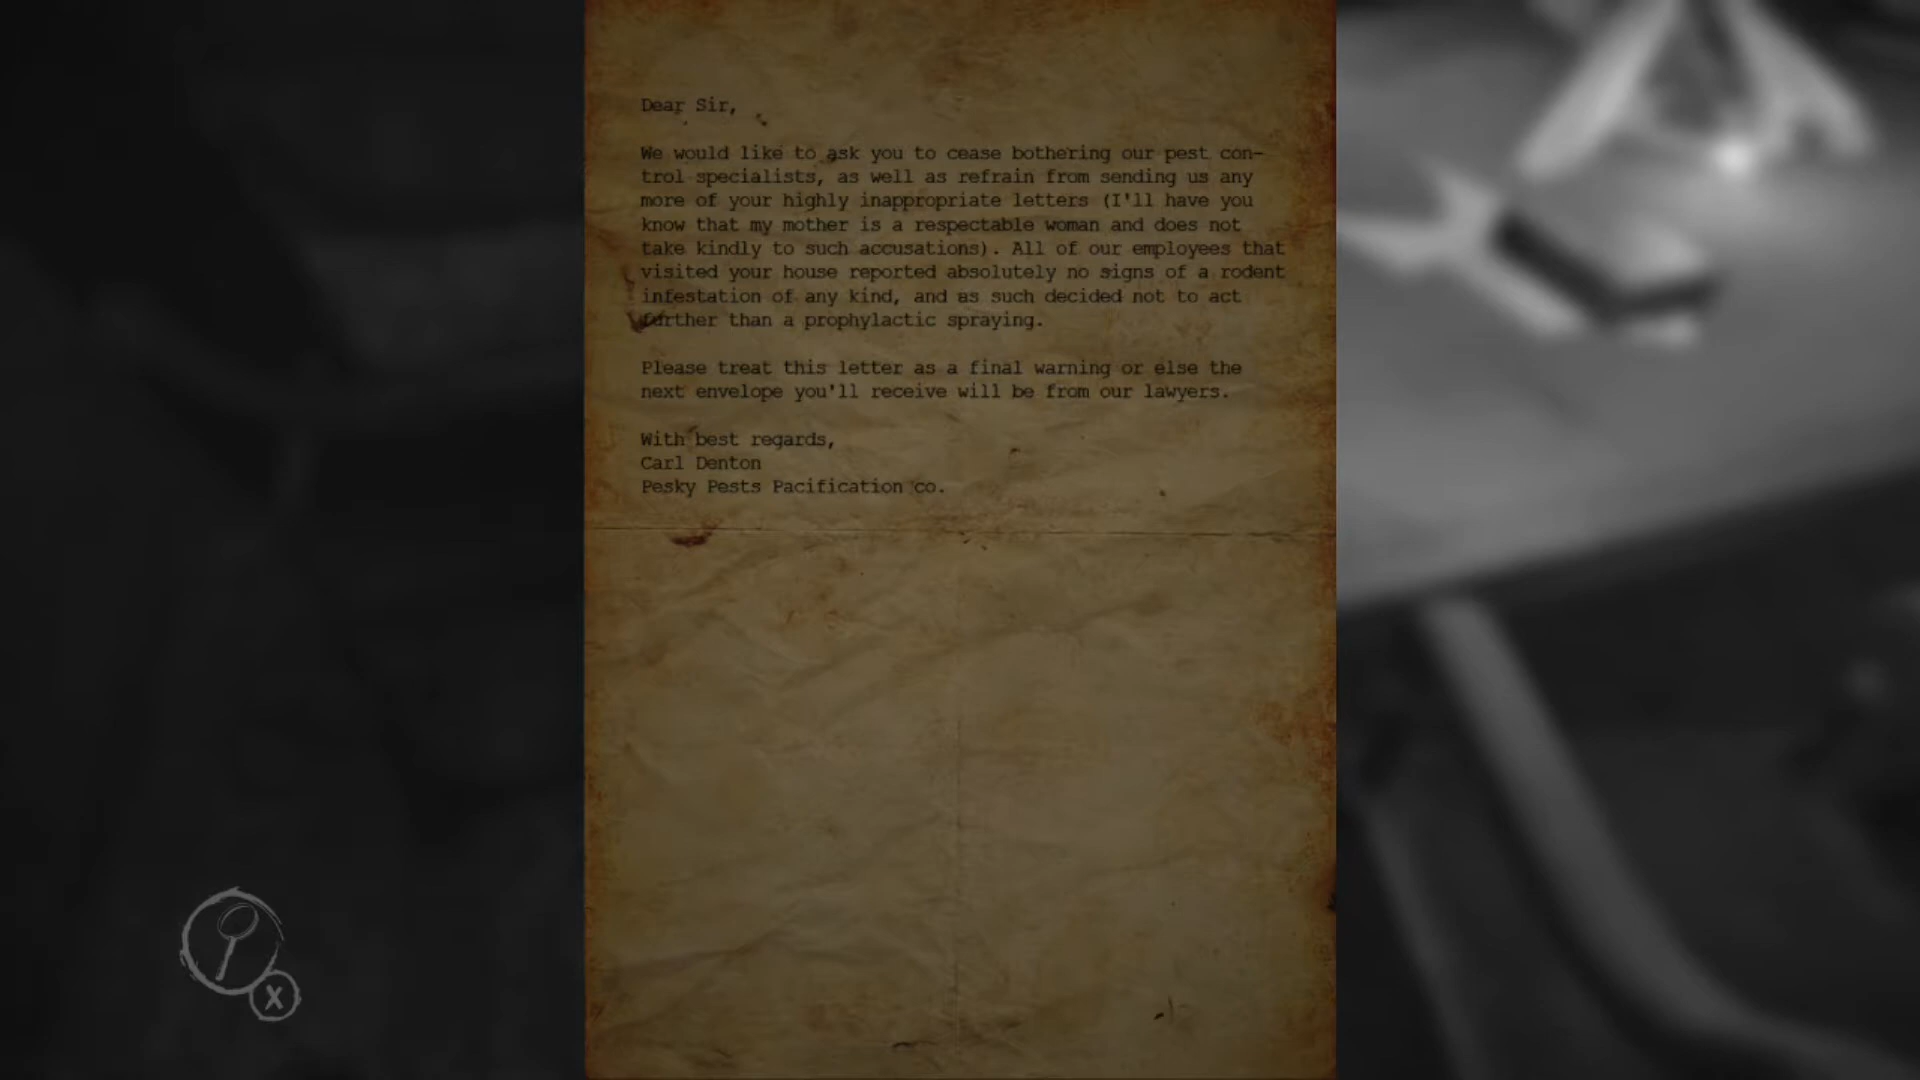 Dear Sir,
We would like to ask you to cease bothering our pest con-
trol specialists, as well as refrain from sending us any
more of your highly inappropriate letters (I'll have you
know that my mother is a respectable woman and does not
take kindly to such accusations). All of our employees that
visited your house reported absolutely no signs of a rodent
infestation of any kind, and as such decided not to act
further than a prophylactic spraying.
Please treat this letter as a final warning or else the
next envelope you'll receive will be from our lawyers.
With best regards,
Carl Denton
Pesky Pests Pacification co.
X